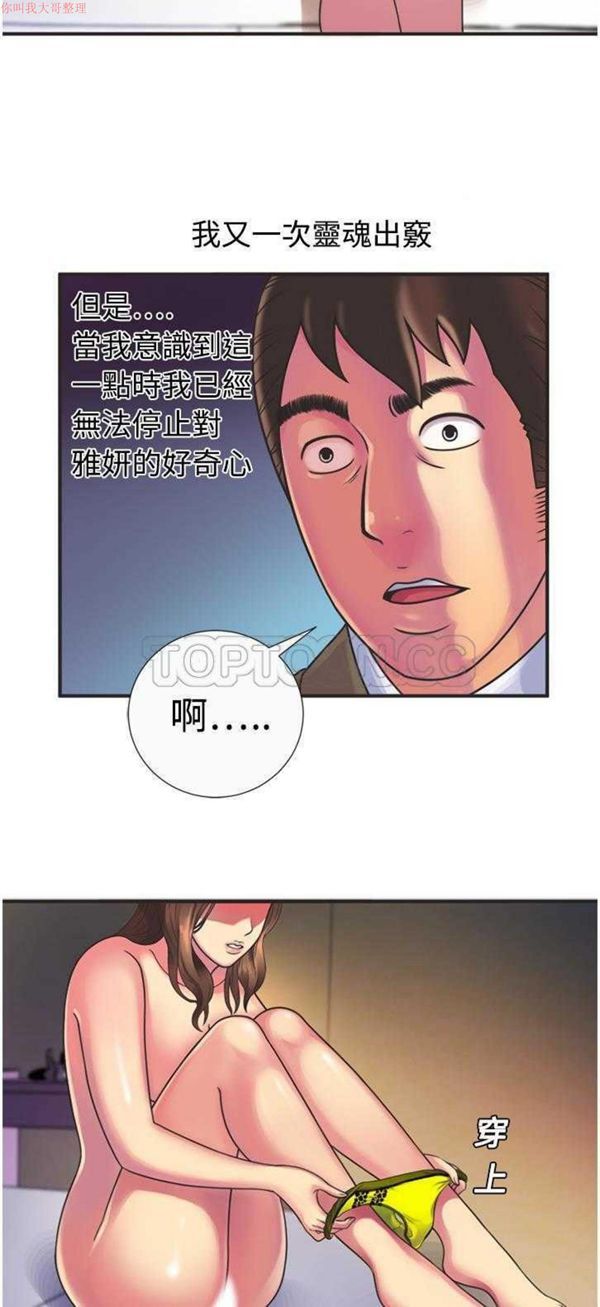 你叫我大哥整理
我又一次靈魂出竅
但是....
當我意識到這
一點時我已經
無法停止對
雅妍的好奇心
TOPTOON.CC
啊.....
穿上